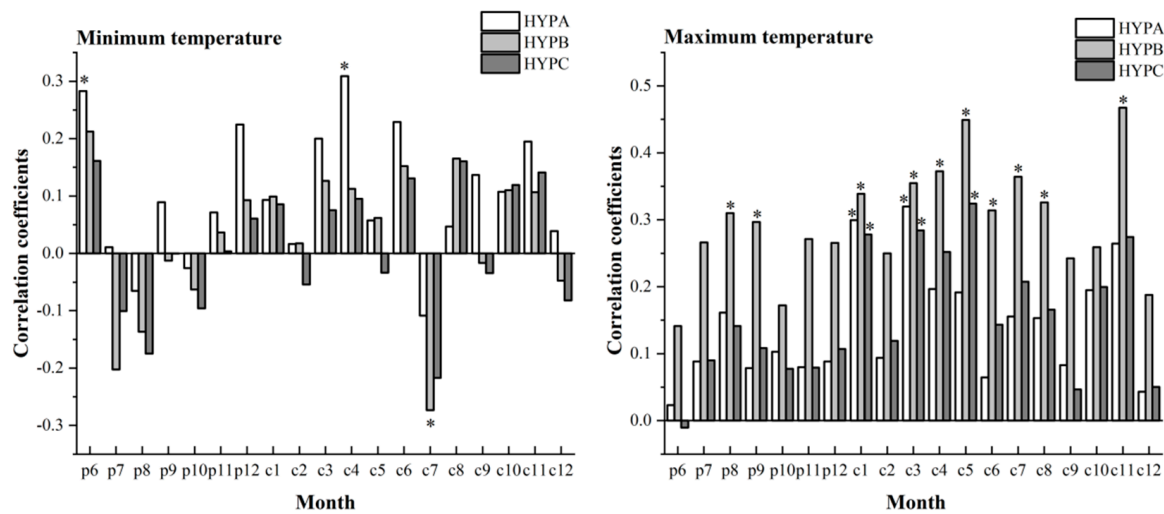 Minimum temperature
HYPA
HYPB
HYPC
Correlation coefficients
0.3
0.2
0.1
0.0
-0.1
-0.2
-0.3
*
*
*
p6 p7 p8 p9 p10 p11 p12 c1 c2 c3 c4 c5 c6 c7 c8 c9 c10 c11 c12
Month
Maximum temperature
HYPA
HYPB
HYPC
Correlation coefficients
0.5
0.4
0.3
0.2
0.1
0.0
* * * * * * * * * * * * * * *
p6 p7 p8 p9 p10 p11 p12 c1 c2 c3 c4 c5 c6 c7 c8 c9 c10 c11 c12
Month